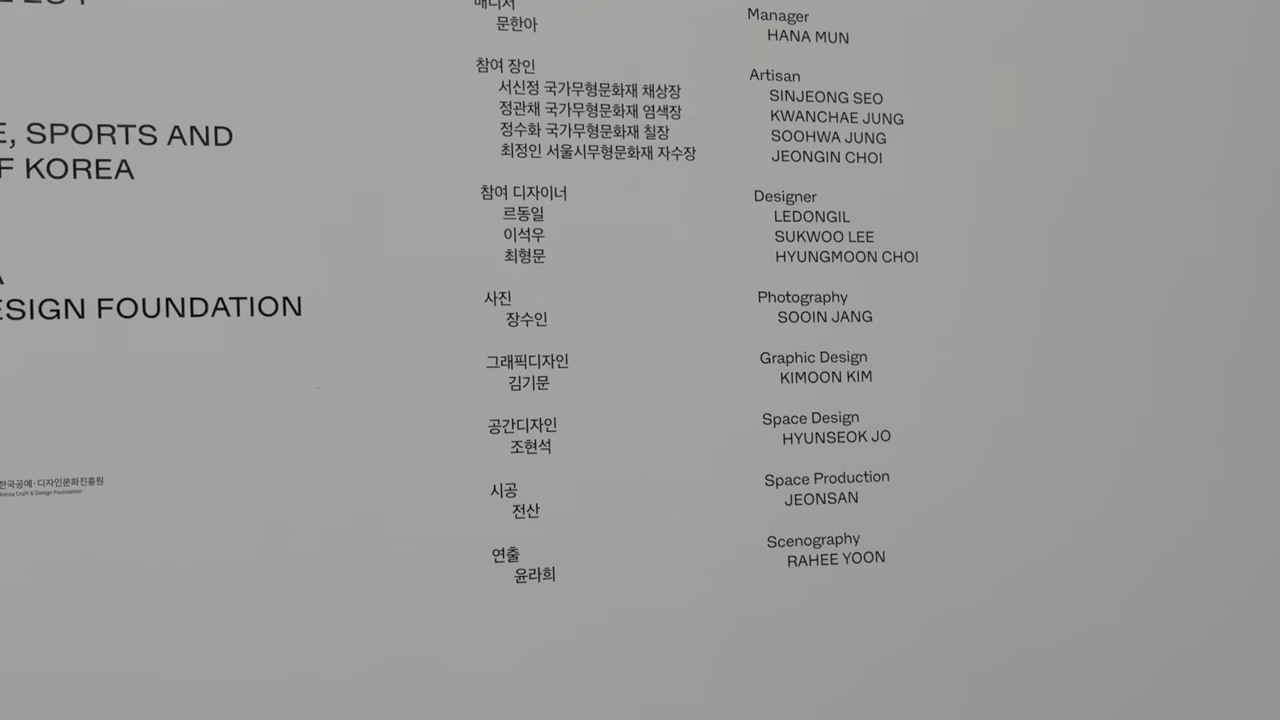 E, SPORTS AND
F KOREA
ESIGN FOUNDATION
한국공예·디자인문화진흥원
Korea Craft & Design Foundation
매니저
문한아
참여 장인
서신정 국가무형문화재 채상장
정관채 국가무형문화재 염색장
정수화 국가무형문화재 칠장
최정인 서울시무형문화재 자수장
참여 디자이너
르동일
이석우
최형문
사진
장수인
그래픽디자인
김기문
공간디자인
조현석
시공
전산
연출
윤라희
Manager
HANA MUN
Artisan
SINJEONG SEO
KWANCHAE JUNG
SOOHWA JUNG
JEONGIN CHOI
Designer
LEDONGIL
SUKWOO LEE
HYUNGMOON CHOI
Photography
SOOIN JANG
Graphic Design
KIMOON KIM
Space Design
HYUNSEOK JO
Space Production
JEONSAN
Scenography
RAHEE YOON